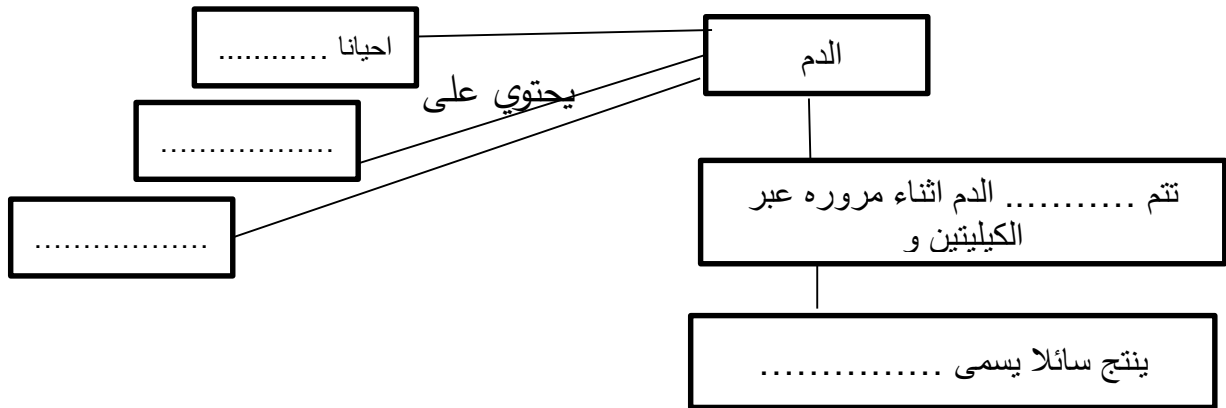 الدم
احيانا ............
يحتوي على
..................
..................
تتم ........... الدم اثناء مروره عبر
الكيليتين و
ينتج سائلا يسمى ...............